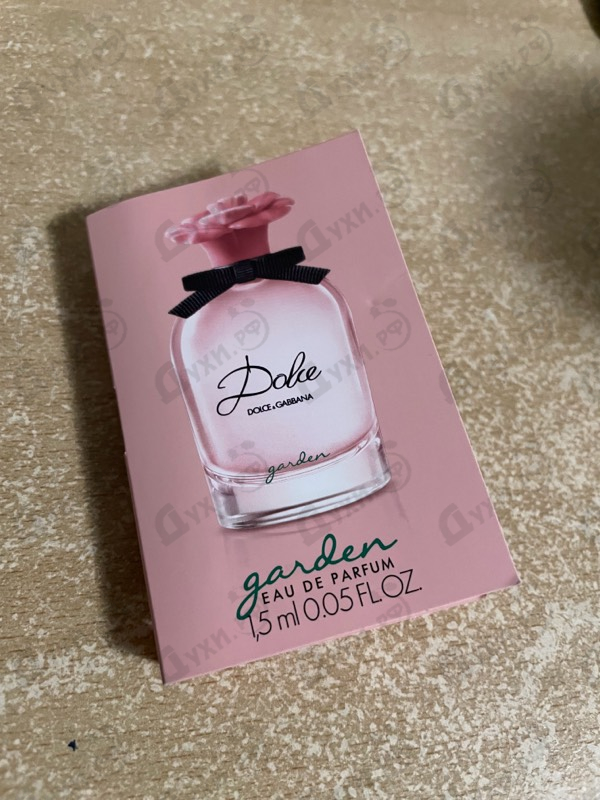 Dolce
DOLCE & GABBANA
garden
garden
EAU DE PARFUM
1,5 ml 0.05 FL.OZ.
Духи.рф